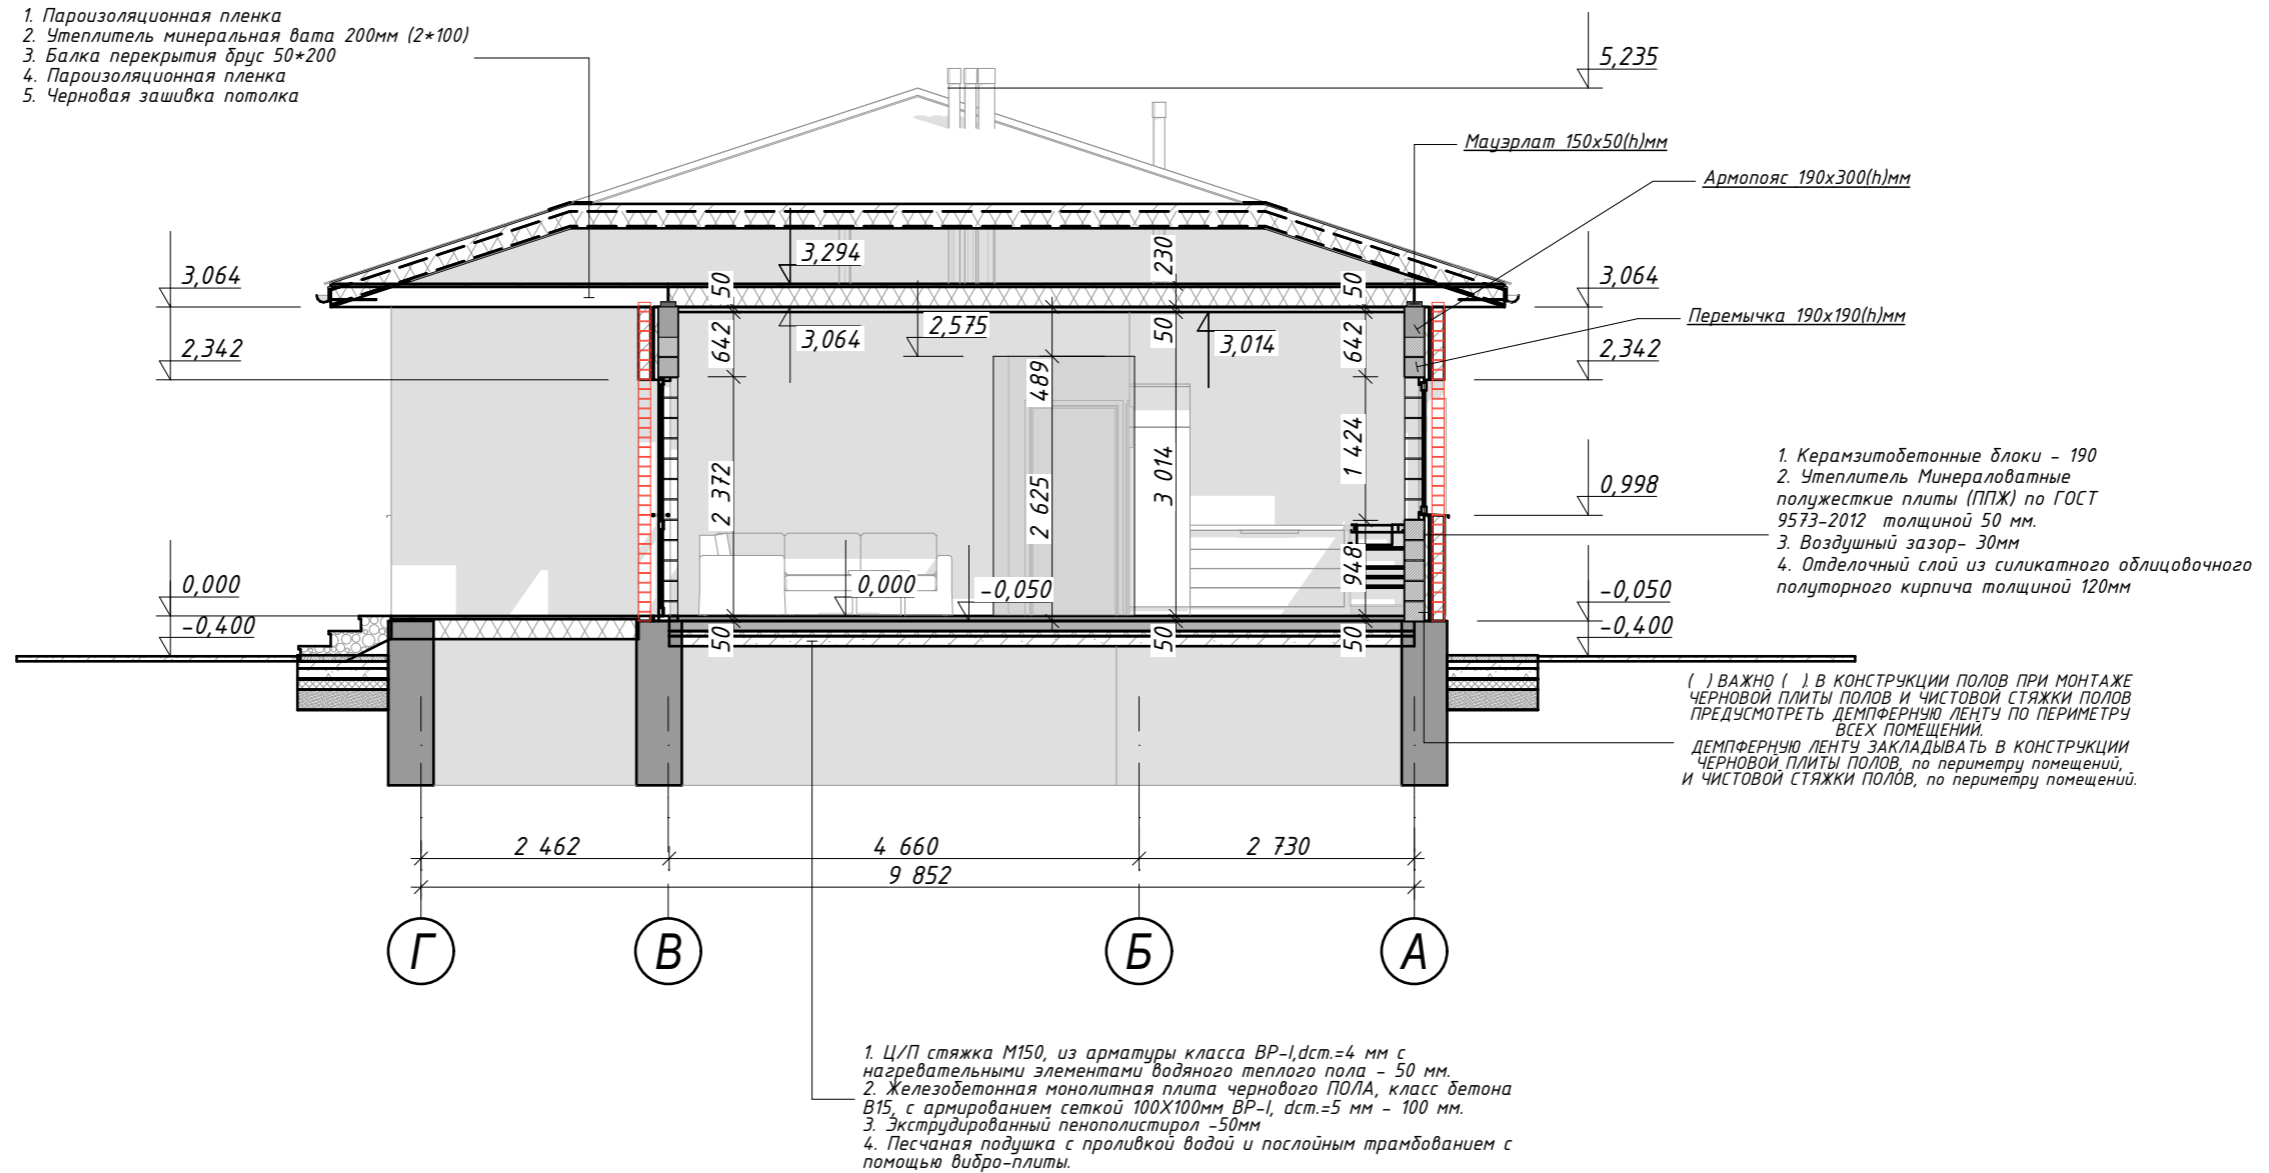 1. Пароизоляционная пленка
2. Утеплитель минеральная вата 200мм (2*100)
3. Балка перекрытия брус 50*200
4. Пароизоляционная пленка
5. Черновая зашивка потолка
5,235
Мауэрлат 150х50(h)мм
Армопояс 190х300(h)мм
3,064
3,294
50
230
50
3,064
2,342
642
3,064
2,575
50
3,014
642
Перемычка 190х190(h)мм
2,342
489
2 372
2 625
3 014
1 424
0,998
1. Керамзитобетонные блоки - 190
2. Утеплитель Минераловатные
полужесткие плиты (ППЖ) по ГОСТ
9573-2012 толщиной 50 мм.
3. Воздушный зазор- 30мм
4. Отделочный слой из силикатного облицовочного
полуторного кирпича толщиной 120мм
948
0,000
0,000
-0,050
-0,050
-0,400
50
50
50
-0,400
( ) ВАЖНО ( ). В КОНСТРУКЦИИ ПОЛОВ ПРИ МОНТАЖЕ
ЧЕРНОВОЙ ПЛИТЫ ПОЛОВ И ЧИСТОВОЙ СТЯЖКИ ПОЛОВ
ПРЕДУСМОТРЕТЬ ДЕМПФЕРНУЮ ЛЕНТУ ПО ПЕРИМЕТРУ
ВСЕХ ПОМЕЩЕНИЙ.
ДЕМПФЕРНУЮ ЛЕНТУ ЗАКЛАДЫВАТЬ В КОНСТРУКЦИИ
ЧЕРНОВОЙ ПЛИТЫ ПОЛОВ, по периметру помещений,
И ЧИСТОВОЙ СТЯЖКИ ПОЛОВ, по периметру помещений.
2 462
4 660
2 730
9 852
Г
В
Б
А
1. Ц/П стяжка М150, из арматуры класса ВР-I,dст.=4 мм с
нагревательными элементами водяного теплого пола - 50 мм.
2. Железобетонная монолитная плита чернового ПОЛА, класс бетона
В15, с армированием сеткой 100Х100мм ВР-I, dст.=5 мм - 100 мм.
3. Экструдированный пенополистирол -50мм
4. Песчаная подушка с проливкой водой и послойным трамбованием с
помощью вибро-плиты.